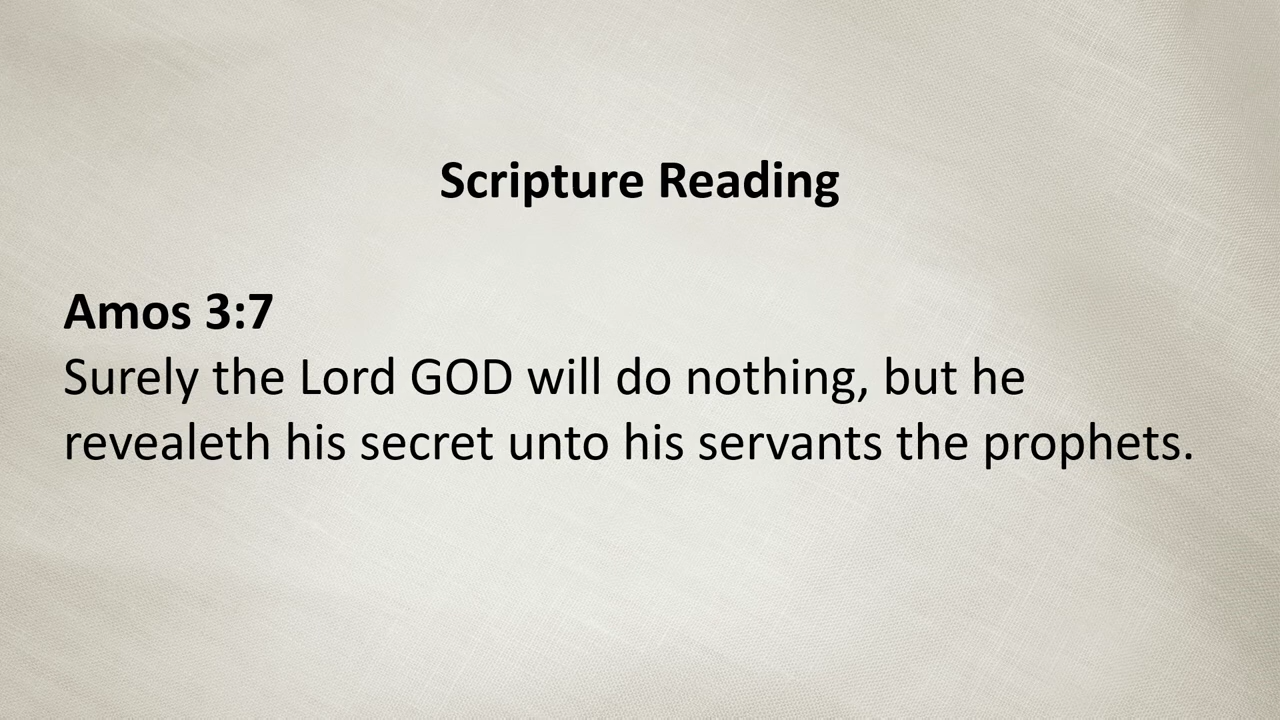 Scripture Reading
Amos 3:7
Surely the Lord GOD will do nothing, but he
revealeth his secret unto his servants the prophets.